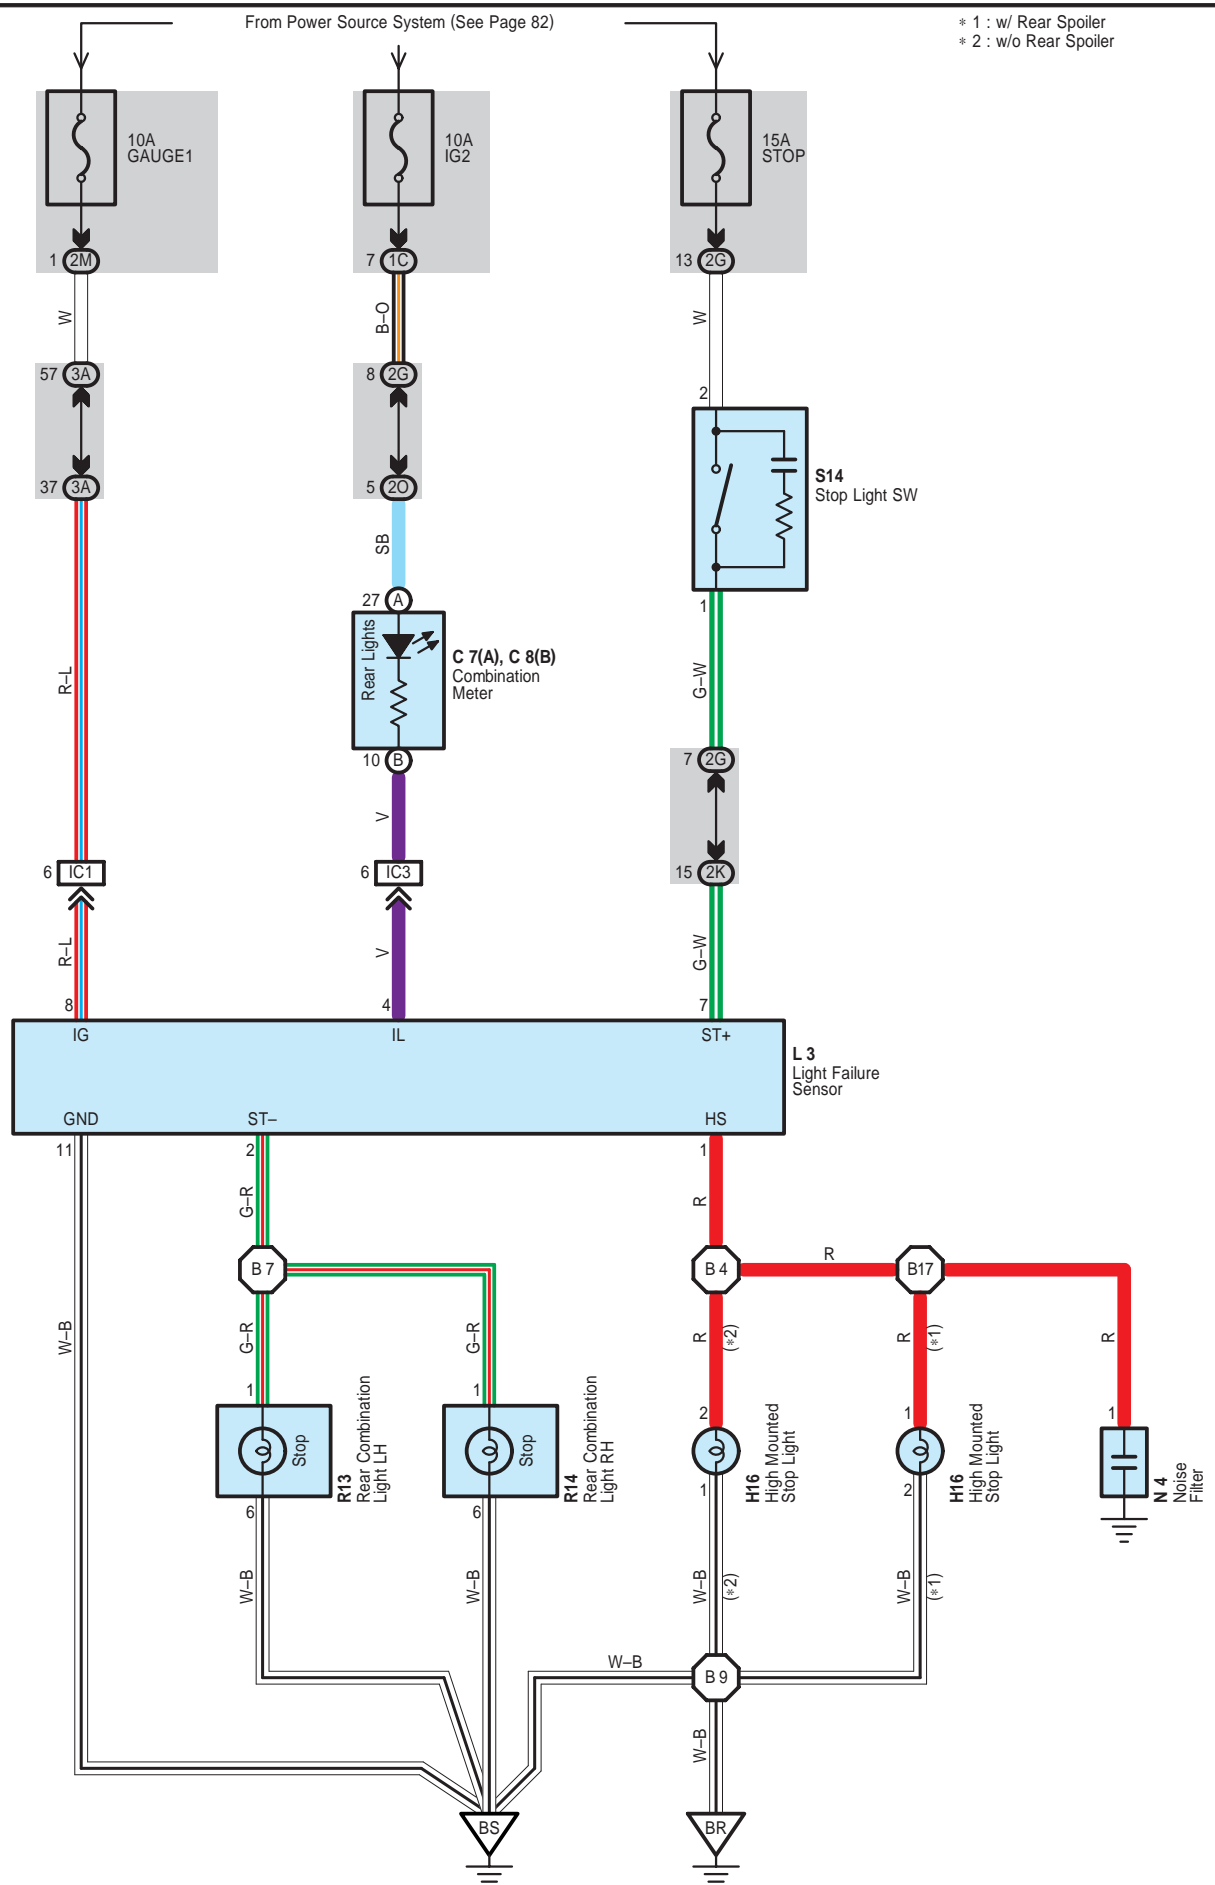 From Power Source System (See Page 82)
∗ 1 : w/ Rear Spoiler
∗ 2 : w/o Rear Spoiler
10A
GAUGE1
10A
IG2
15A
STOP
1 2M
7 1C
13 2G
W
B–O
W
57 3A
8 2G
2
37 3A
5 2O
S14
Stop Light SW
SB
27 A
1
Rear Lights
C 7(A), C 8(B)
Combination
Meter
R–L
G–W
10 B
7 2G
V
6 IC1
6 IC3
15 2K
R–L
V
G–W
8
4
7
IG
IL
ST+
L 3
Light Failure
Sensor
GND
ST–
HS
11
2
1
G–R
R
B 7
B 4
R
B17
W–B
G–R
G–R
R
(∗2)
R
(∗1)
R
1
1
2
1
1
Stop
R13
Rear Combination
Light LH
Stop
R14
Rear Combination
Light RH
H16
High Mounted
Stop Light
H16
High Mounted
Stop Light
N 4
Noise
Filter
6
6
1
2
W–B
W–B
W–B
(∗2)
W–B
(∗1)
W–B
B 9
W–B
BS
BR